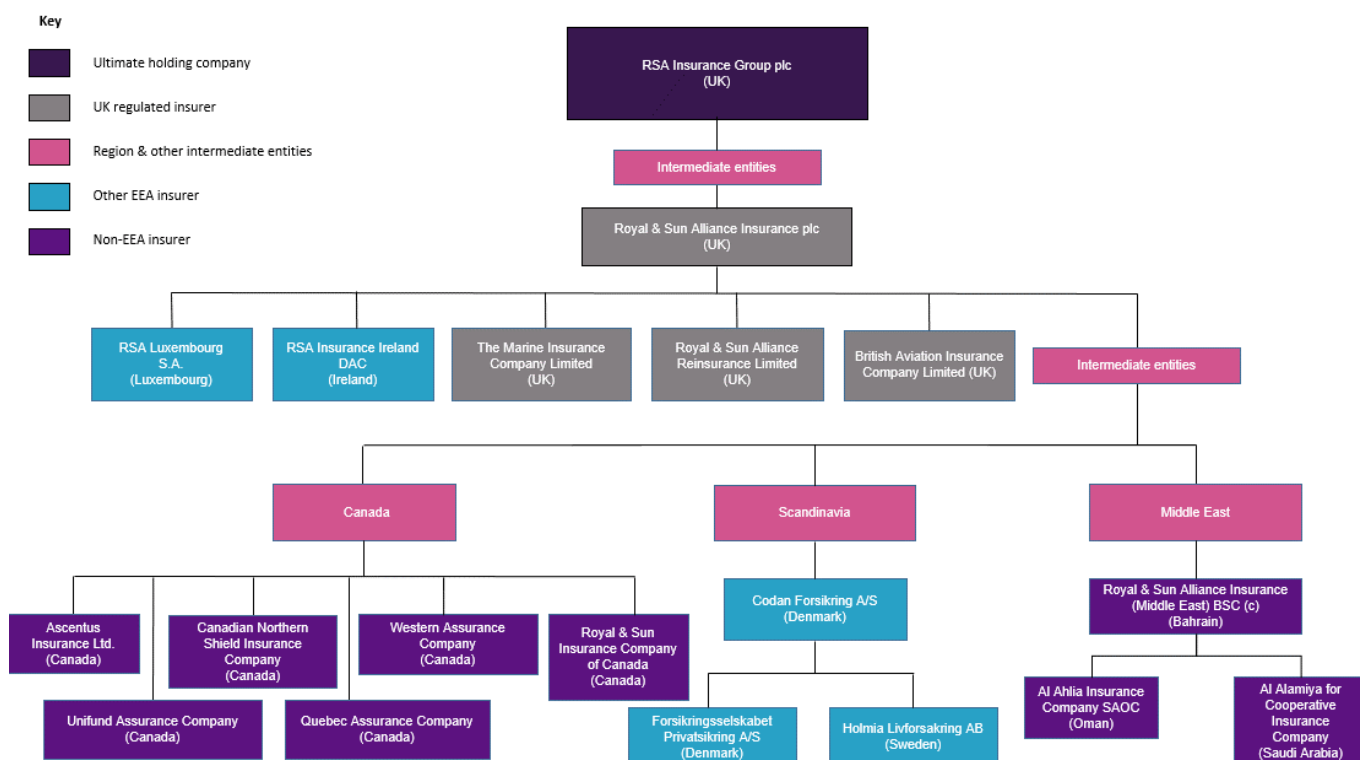 Key
Ultimate holding company
UK regulated insurer
Region & other intermediate entities
Other EEA insurer
Non-EEA insurer
RSA Insurance Group plc
(UK)
Intermediate entities
Royal & Sun Alliance Insurance plc
(UK)
RSA Luxembourg
S.A.
(Luxembourg)
RSA Insurance Ireland
DAC
(Ireland)
The Marine Insurance
Company Limited
(UK)
Royal & Sun Alliance
Reinsurance Limited
(UK)
British Aviation Insurance
Company Limited (UK)
Intermediate entities
Canada
Scandinavia
Middle East
Ascentus
Insurance Ltd.
(Canada)
Canadian Northern
Shield Insurance
Company
(Canada)
Western Assurance
Company
(Canada)
Royal & Sun
Insurance Company
of Canada
(Canada)
Unifund Assurance Company
(Canada)
Quebec Assurance Company
(Canada)
Codan Forsikring A/S
(Denmark)
Forsikringsselskabet
Privatsikring A/S
(Denmark)
Holmia Livforsakring AB
(Sweden)
Royal & Sun Alliance Insurance
(Middle East) BSC (c)
(Bahrain)
Al Ahlia Insurance
Company SAOC
(Oman)
Al Alamiya for
Cooperative
Insurance
Company
(Saudi Arabia)